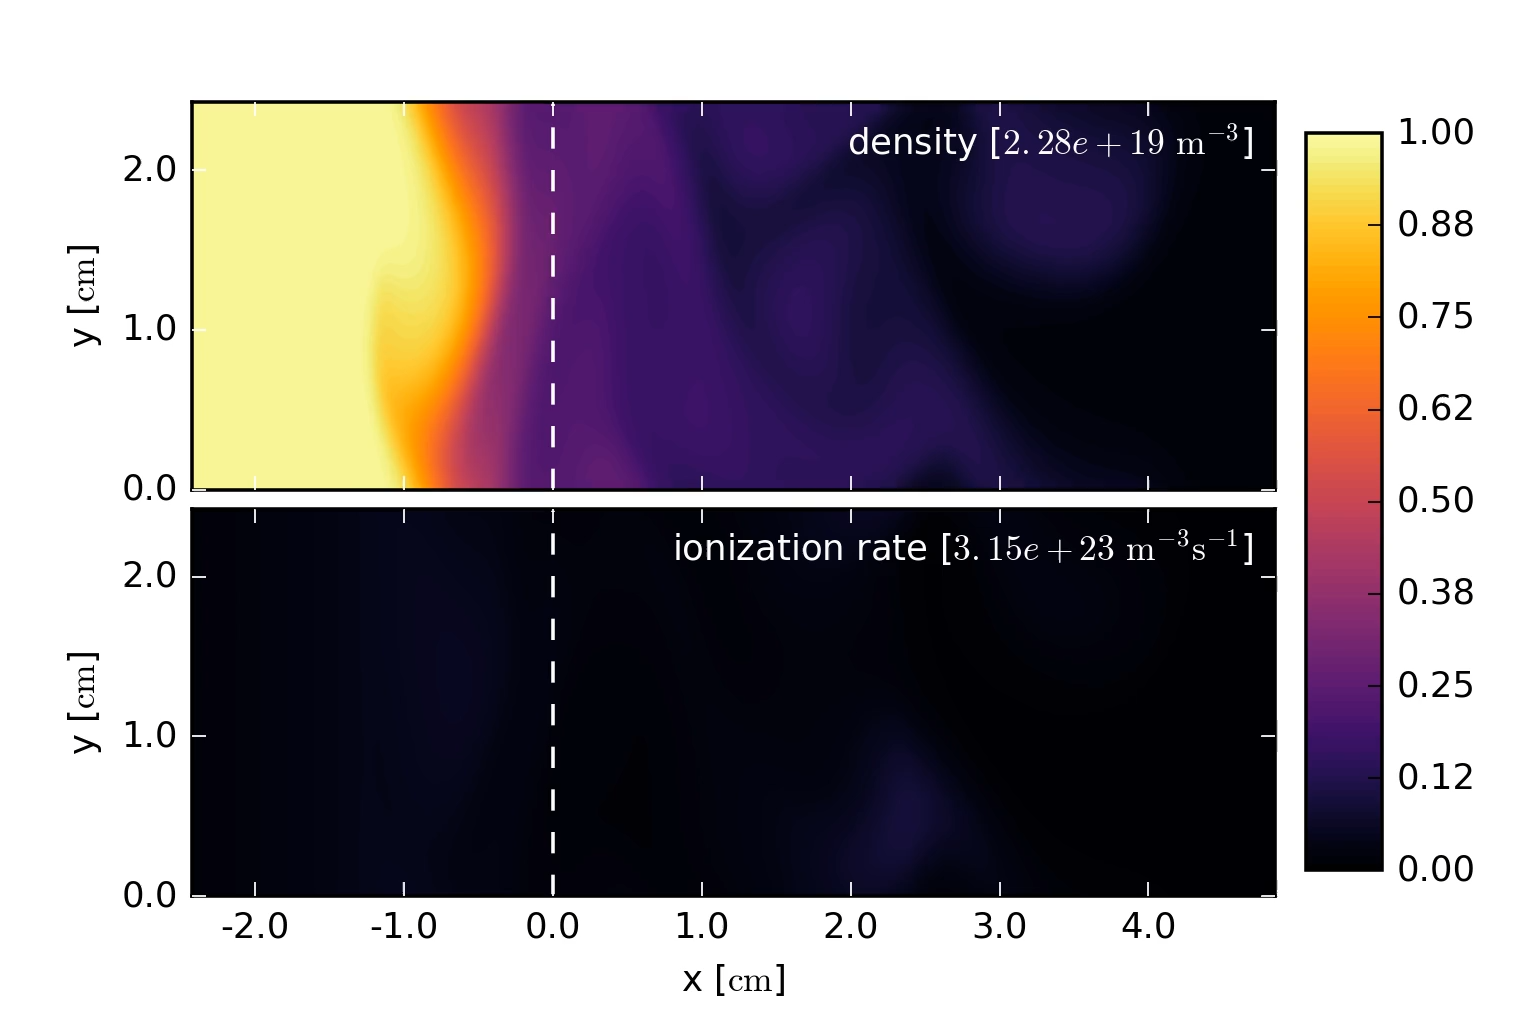 density [2.28e+19 m⁻³]
y [cm]
2.0
1.0
0.0
ionization rate [3.15e+23 m⁻³s⁻¹]
y [cm]
2.0
1.0
0.0
-2.0 -1.0 0.0 1.0 2.0 3.0 4.0
x [cm]
1.00
0.88
0.75
0.62
0.50
0.38
0.25
0.12
0.00